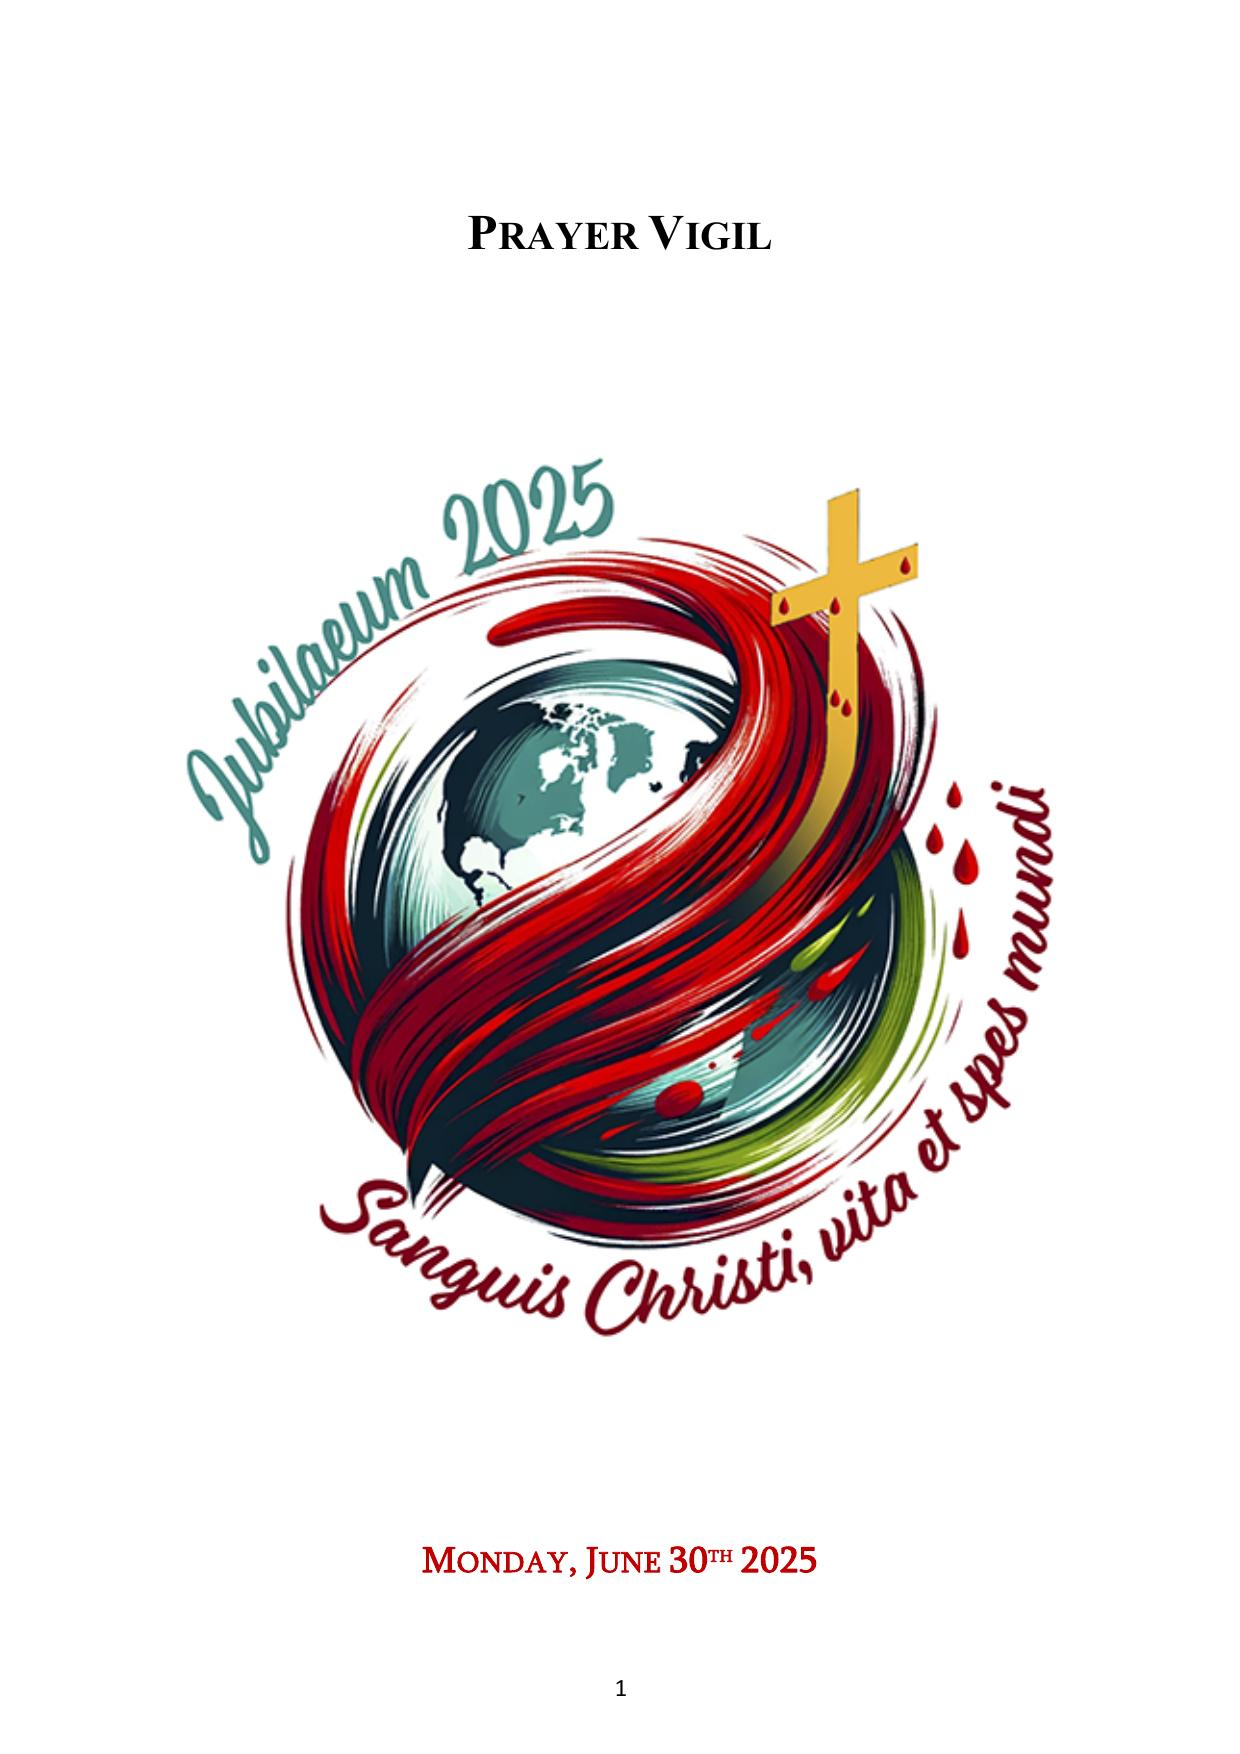 PRAYER VIGIL
Jubilaeum 2025
Sanguis Christi, vita et spes mundi
MONDAY, JUNE 30TH 2025
1